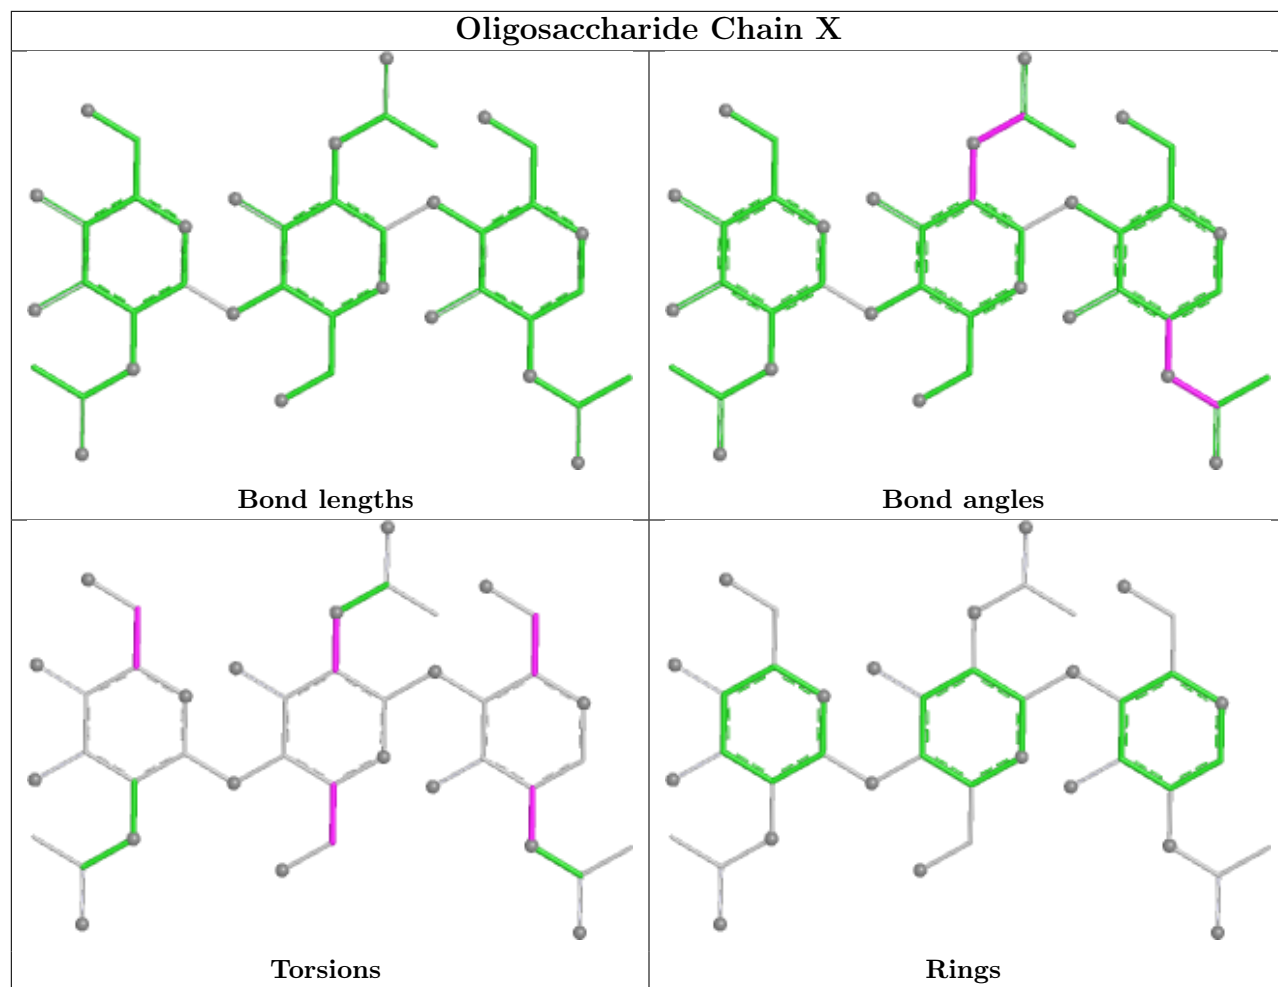 Oligosaccharide Chain X
Bond lengths
Bond angles
Torsions
Rings